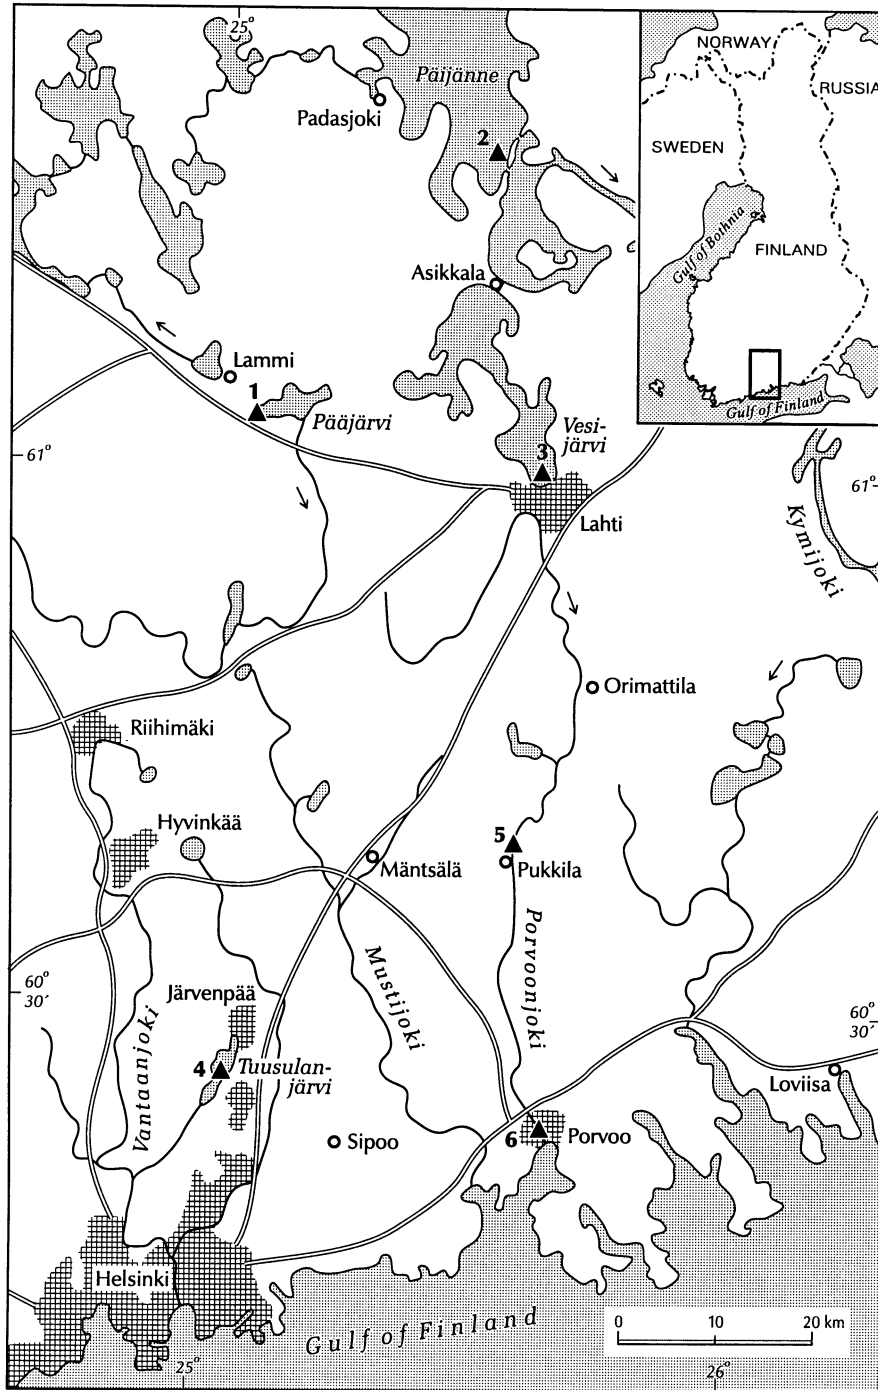 25°
Päijänne
Padasjoki
2
NORWAY
RUSSIA
SWEDEN
Gulf of Bothnia
FINLAND
Gulf of Finland
Asikkala
Lammi
1
Pääjärvi
Vesi-
järvi
3
61°
61°
Lahti
Kymijoki
Orimattila
Riihimäki
Hyvinkää
5
Mäntsälä
Pukkila
Porvoonjoki
Mustijoki
60°
30′
Järvenpää
Vantaanjoki
60°
30′
4
Tuusulan-
järvi
Loviisa
Sipoo
6
Porvoo
Helsinki
Gulf of Finland
0 10 20 km
25°
26°